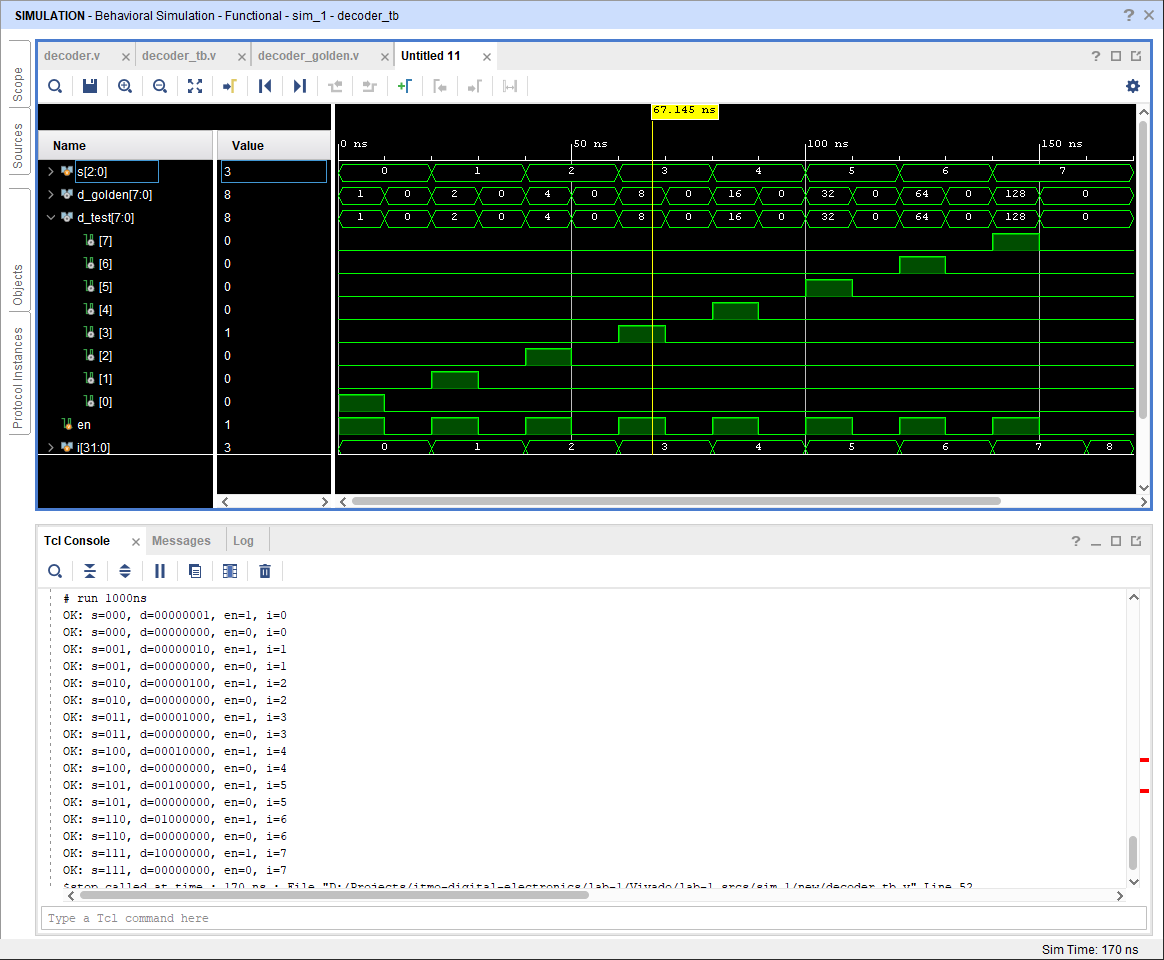 SIMULATION - Behavioral Simulation - Functional - sim_1 - decoder_tb
Scope
Sources
Objects
Protocol Instances
decoder.v
decoder_tb.v
decoder_golden.v
Untitled 11
67.145 ns
Name Value
0 ns 50 ns 100 ns 150 ns
s[2:0] 3 0 1 2 3 4 5 6 7
d_golden[7:0] 8 1 0 2 0 4 0 8 0 16 0 32 0 64 0 128 0
d_test[7:0] 8 1 0 2 0 4 0 8 0 16 0 32 0 64 0 128 0
[7] 0
[6] 0
[5] 0
[4] 0
[3] 1
[2] 0
[1] 0
[0] 0
en 1
i[31:0] 3 0 1 2 3 4 5 6 7 8
Tcl Console Messages Log
# run 1000ns
OK: s=000, d=00000001, en=1, i=0
OK: s=000, d=00000000, en=0, i=0
OK: s=001, d=00000010, en=1, i=1
OK: s=001, d=00000000, en=0, i=1
OK: s=010, d=00000100, en=1, i=2
OK: s=010, d=00000000, en=0, i=2
OK: s=011, d=00001000, en=1, i=3
OK: s=011, d=00000000, en=0, i=3
OK: s=100, d=00010000, en=1, i=4
OK: s=100, d=00000000, en=0, i=4
OK: s=101, d=00100000, en=1, i=5
OK: s=101, d=00000000, en=0, i=5
OK: s=110, d=01000000, en=1, i=6
OK: s=110, d=00000000, en=0, i=6
OK: s=111, d=10000000, en=1, i=7
OK: s=111, d=00000000, en=0, i=7
$stop called at time : 170 ns : File "D:/Projects/itmo-digital-electronics/lab-1/Vivado/lab-1.srcs/sim_1/new/decoder_tb.v" Line 52
Type a Tcl command here
Sim Time: 170 ns